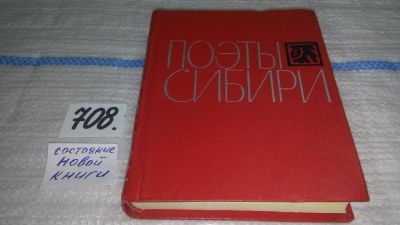 ПОЭТЫ
СИБИРИ
708.
состояние
новой
книги